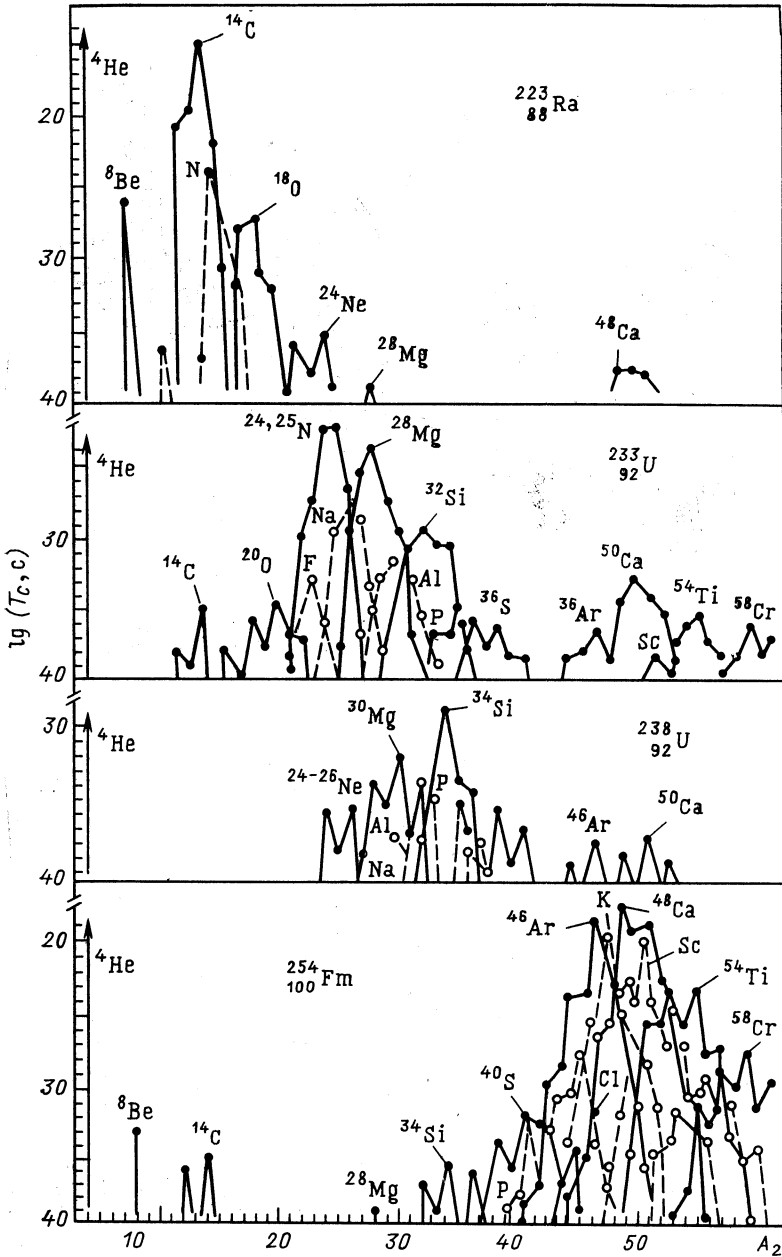 ¹⁴C
⁴He
²²³₈₈Ra
20
⁸Be
N
¹⁸O
30
²⁴Ne
²⁸Mg
⁴⁸Ca
40
²⁴,²⁵N
²⁸Mg
⁴He
²³³₉₂U
³²Si
Na
30
¹⁴C
²⁰O
F
Al
P
³⁶S
³⁶Ar
⁵⁰Ca
⁵⁴Ti
Sc
⁵⁸Cr
40
lg (T_c, c)
³⁰Mg
³⁴Si
30
⁴He
²³⁸₉₂U
²⁴⁻²⁶Ne
P
Al
Na
⁴⁶Ar
⁵⁰Ca
40
K
⁴⁸Ca
⁴⁶Ar
Sc
20
⁴He
²⁵⁴₁₀₀Fm
⁵⁴Ti
⁵⁸Cr
30
⁴⁰S
Cl
⁸Be
¹⁴C
³⁴Si
²⁸Mg
P
40
10 20 30 40 50 A₂